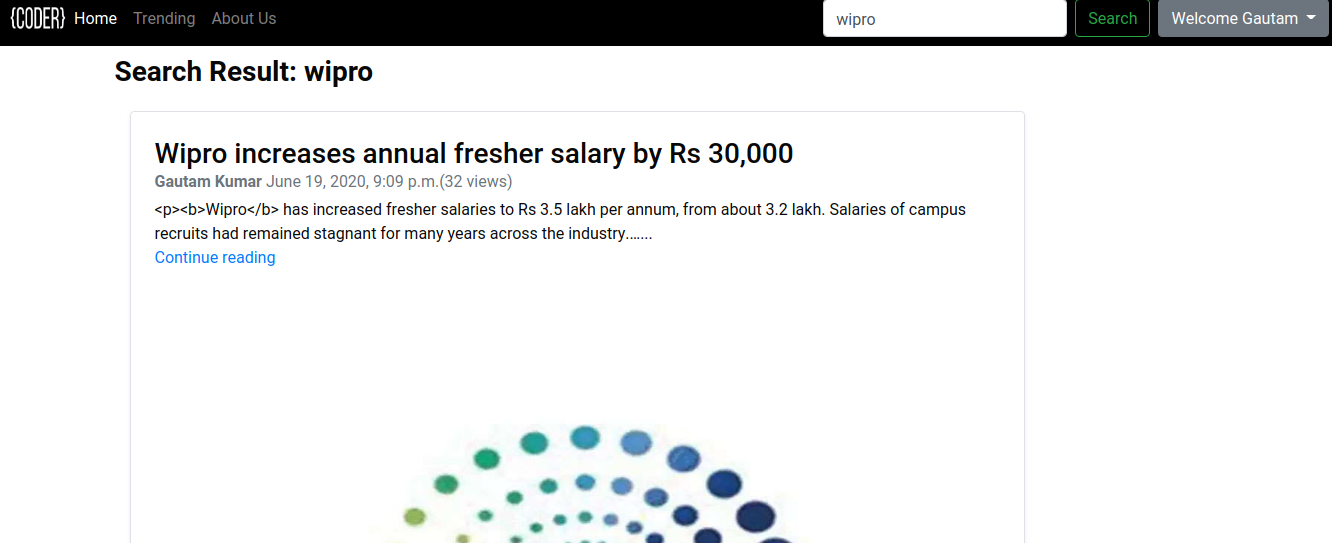 {CODER} Home Trending About Us wipro Search Welcome Gautam
Search Result: wipro
Wipro increases annual fresher salary by Rs 30,000
Gautam Kumar June 19, 2020, 9:09 p.m.(32 views)
<p><b>Wipro</b> has increased fresher salaries to Rs 3.5 lakh per annum, from about 3.2 lakh. Salaries of campus
recruits had remained stagnant for many years across the industry.......
Continue reading